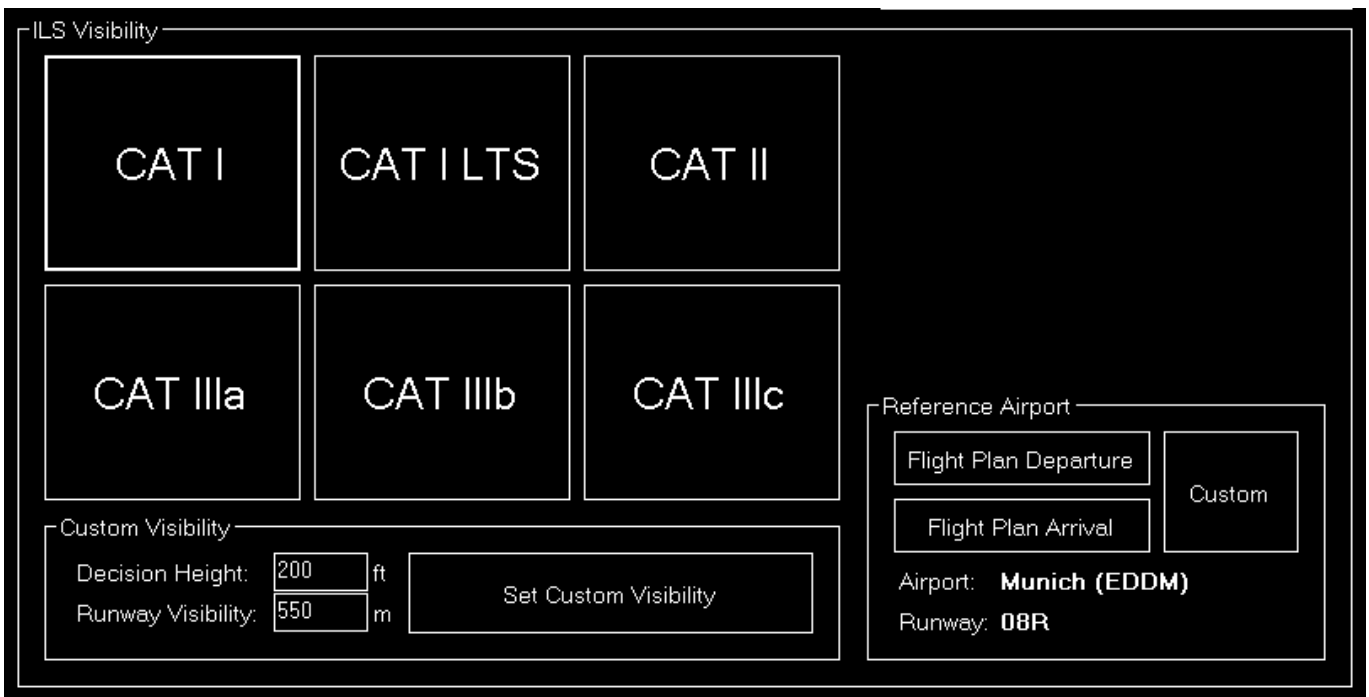 ILS Visibility
CAT I
CAT I LTS
CAT II
CAT IIIa
CAT IIIb
CAT IIIc
Custom Visibility
Decision Height: 200 ft
Runway Visibility: 550 m
Set Custom Visibility
Reference Airport
Flight Plan Departure
Flight Plan Arrival
Custom
Airport: Munich (EDDM)
Runway: 08R